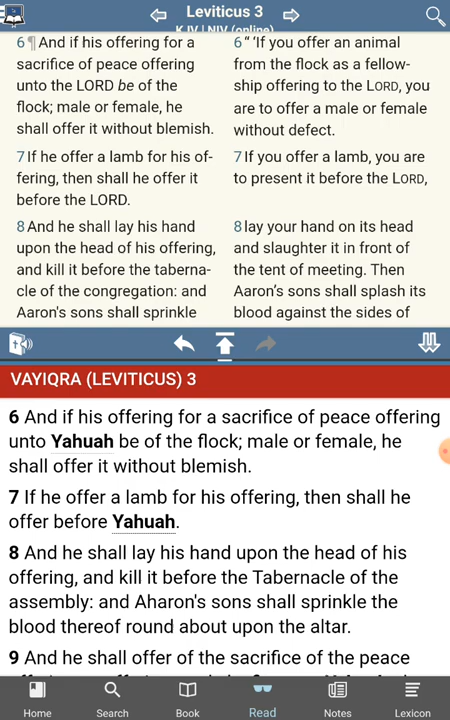 Leviticus 3
KJV | NIV (online)
6 ¶ And if his offering for a
sacrifice of peace offering
unto the LORD be of the
flock; male or female, he
shall offer it without blemish.
7 If he offer a lamb for his of-
fering, then shall he offer it
before the LORD.
8 And he shall lay his hand
upon the head of his offering,
and kill it before the taberna-
cle of the congregation: and
Aaron's sons shall sprinkle
6 “ ‘If you offer an animal
from the flock as a fellow-
ship offering to the LORD, you
are to offer a male or female
without defect.
7 If you offer a lamb, you are
to present it before the LORD,
8 lay your hand on its head
and slaughter it in front of
the tent of meeting. Then
Aaron’s sons shall splash its
blood against the sides of
VAYIQRA (LEVITICUS) 3
6 And if his offering for a sacrifice of peace offering
unto Yahuah be of the flock; male or female, he
shall offer it without blemish.
7 If he offer a lamb for his offering, then shall he
offer before Yahuah.
8 And he shall lay his hand upon the head of his
offering, and kill it before the Tabernacle of the
assembly: and Aharon's sons shall sprinkle the
blood thereof round about upon the altar.
9 And he shall offer of the sacrifice of the peace
Home
Search
Book
Read
Notes
Lexicon